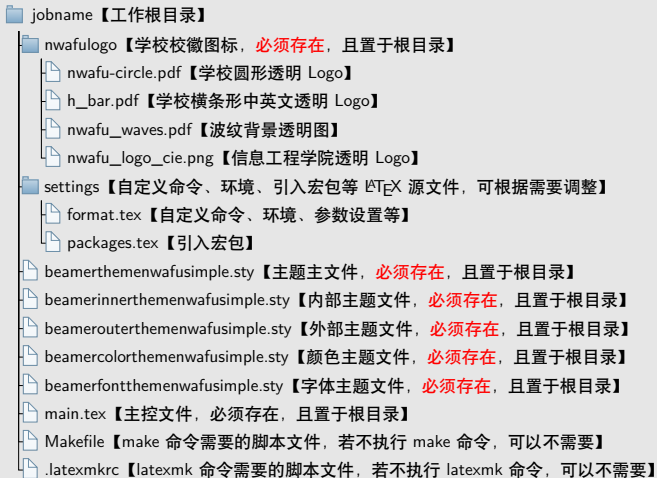 jobname【工作根目录】
nwafulogo【学校校徽图标，必须存在，且置于根目录】
nwafu-circle.pdf【学校圆形透明 Logo】
h_bar.pdf【学校横条形中英文透明 Logo】
nwafu_waves.pdf【波纹背景透明图】
nwafu_logo_cie.png【信息工程学院透明 Logo】
settings【自定义命令、环境、引入宏包等 LATEX 源文件，可根据需要调整】
format.tex【自定义命令、环境、参数设置等】
packages.tex【引入宏包】
beamerthemenwafusimple.sty【主题主文件，必须存在，且置于根目录】
beamerinnerthemenwafusimple.sty【内部主题文件，必须存在，且置于根目录】
beamerouterthemenwafusimple.sty【外部主题文件，必须存在，且置于根目录】
beamercolorthemenwafusimple.sty【颜色主题文件，必须存在，且置于根目录】
beamerfontthemenwafusimple.sty【字体主题文件，必须存在，且置于根目录】
main.tex【主控文件，必须存在，且置于根目录】
Makefile【make 命令需要的脚本文件，若不执行 make 命令，可以不需要】
.latexmkrc【latexmk 命令需要的脚本文件，若不执行 latexmk 命令，可以不需要】